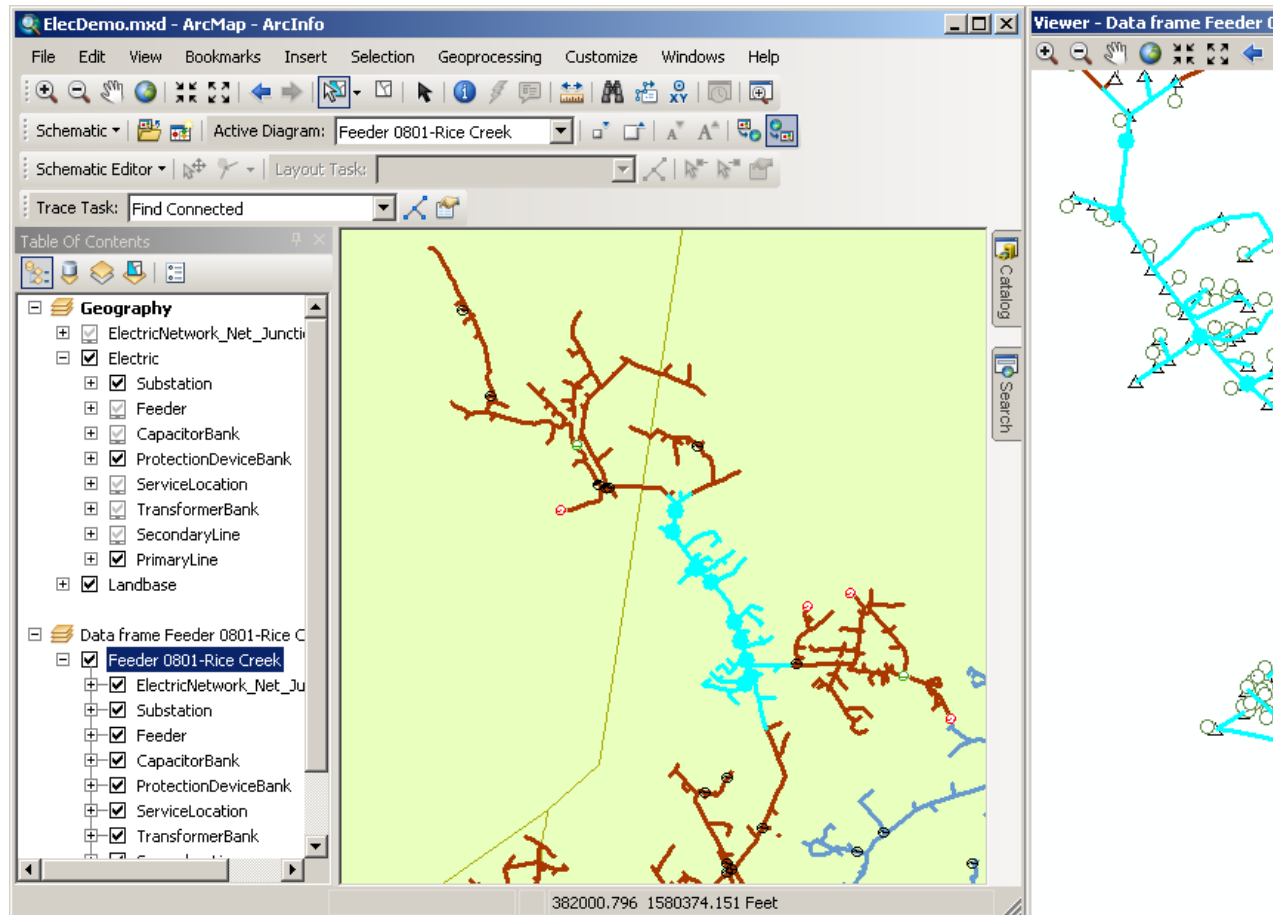 ElecDemo.mxd - ArcMap - ArcInfo
File Edit View Bookmarks Insert Selection Geoprocessing Customize Windows Help
XY
Schematic Active Diagram: Feeder 0801-Rice Creek A A
Schematic Editor Layout Task:
Trace Task: Find Connected
Table Of Contents
Geography
ElectricNetwork_Net_Juncti
Electric
Substation
Feeder
CapacitorBank
ProtectionDeviceBank
ServiceLocation
TransformerBank
SecondaryLine
PrimaryLine
Landbase
Data frame Feeder 0801-Rice C
Feeder 0801-Rice Creek
ElectricNetwork_Net_Ju
Substation
Feeder
CapacitorBank
ProtectionDeviceBank
ServiceLocation
TransformerBank
Catalog
Search
382000.796 1580374.151 Feet
Viewer - Data frame Feeder 0